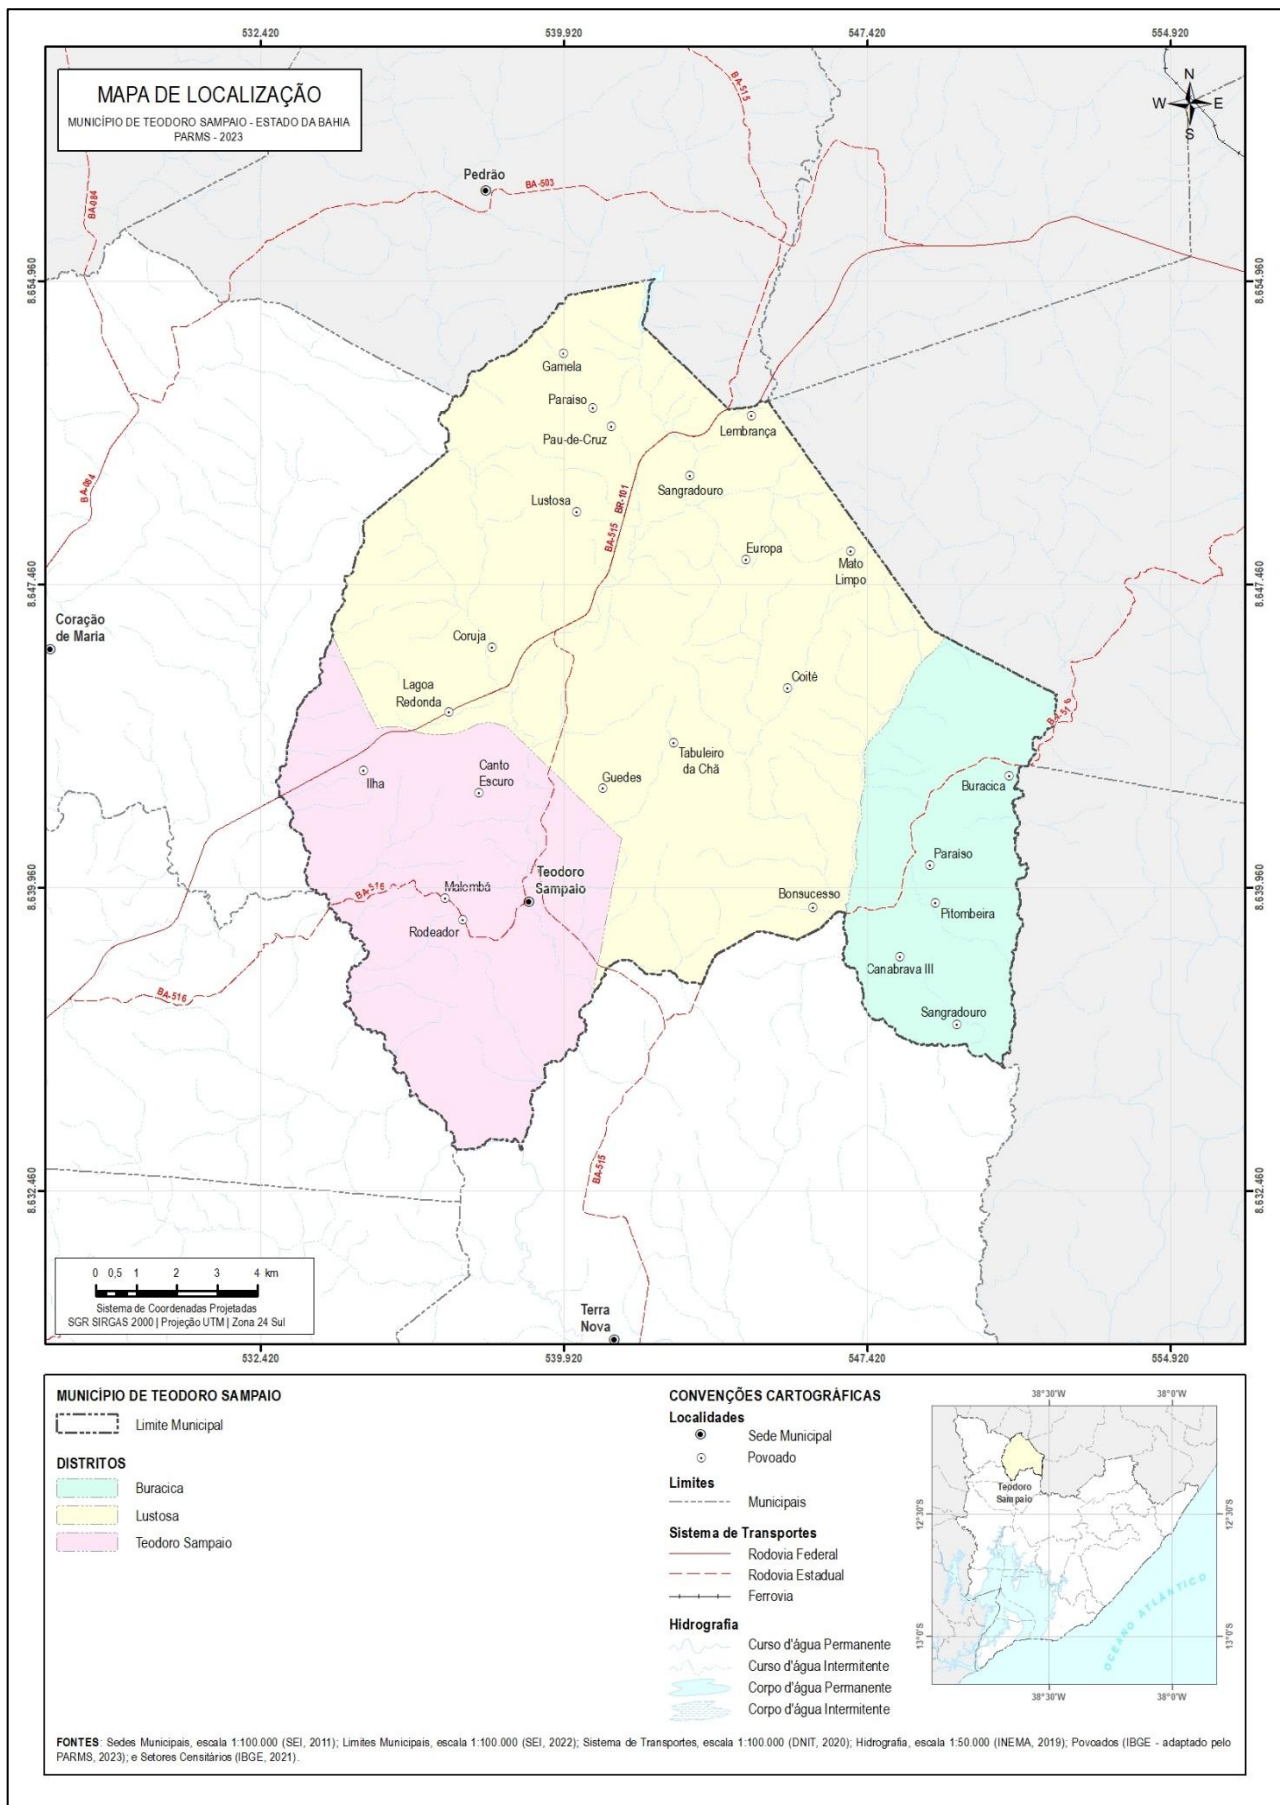 532.420
539.920
547.420
554.920
MAPA DE LOCALIZAÇÃO
MUNICÍPIO DE TEODORO SAMPAIO - ESTADO DA BAHIA
PARMS - 2023
N
W
E
S
BA-515
BA-084
Pedrão
BA-503
8.654.960
8.654.960
Gamela
Paraíso
Pau-de-Cruz
Lembrança
BA-084
Sangradouro
Lustosa
BA-515
BR-101
Europa
Mato
Limpo
8.647.460
8.647.460
Coração
de Maria
Coruja
Coité
Lagoa
Redonda
BA-516
Tabuleiro
da Chã
Ilha
Canto
Escuro
Guedes
Buracica
Paraiso
Teodoro
Sampaio
8.639.960
8.639.960
BA-516
Malembá
Bonsucesso
Pitombeira
Rodeador
Canabrava III
BA-516
Sangradouro
BA-515
8.632.460
8.632.460
0 0,5 1 2 3 4 km
Sistema de Coordenadas Projetadas
SGR SIRGAS 2000 | Projeção UTM | Zona 24 Sul
Terra
Nova
532.420
539.920
547.420
554.920
MUNICÍPIO DE TEODORO SAMPAIO
Limite Municipal
DISTRITOS
Buracica
Lustosa
Teodoro Sampaio
CONVENÇÕES CARTOGRÁFICAS
Localidades
Sede Municipal
Povoado
Limites
Municipais
Sistema de Transportes
Rodovia Federal
Rodovia Estadual
Ferrovia
Hidrografia
Curso d'água Permanente
Curso d'água Intermitente
Corpo d'água Permanente
Corpo d'água Intermitente
38°30'W
38°0'W
Teodoro
Sampaio
12°30'S
12°30'S
OCEANO ATLÂNTICO
13°0'S
13°0'S
38°30'W
38°0'W
FONTES: Sedes Municipais, escala 1:100.000 (SEI, 2011); Limites Municipais, escala 1:100.000 (SEI, 2022); Sistema de Transportes, escala 1:100.000 (DNIT, 2020); Hidrografia, escala 1:50.000 (INEMA, 2019); Povoados (IBGE - adaptado pelo
PARMS, 2023); e Setores Censitários (IBGE, 2021).